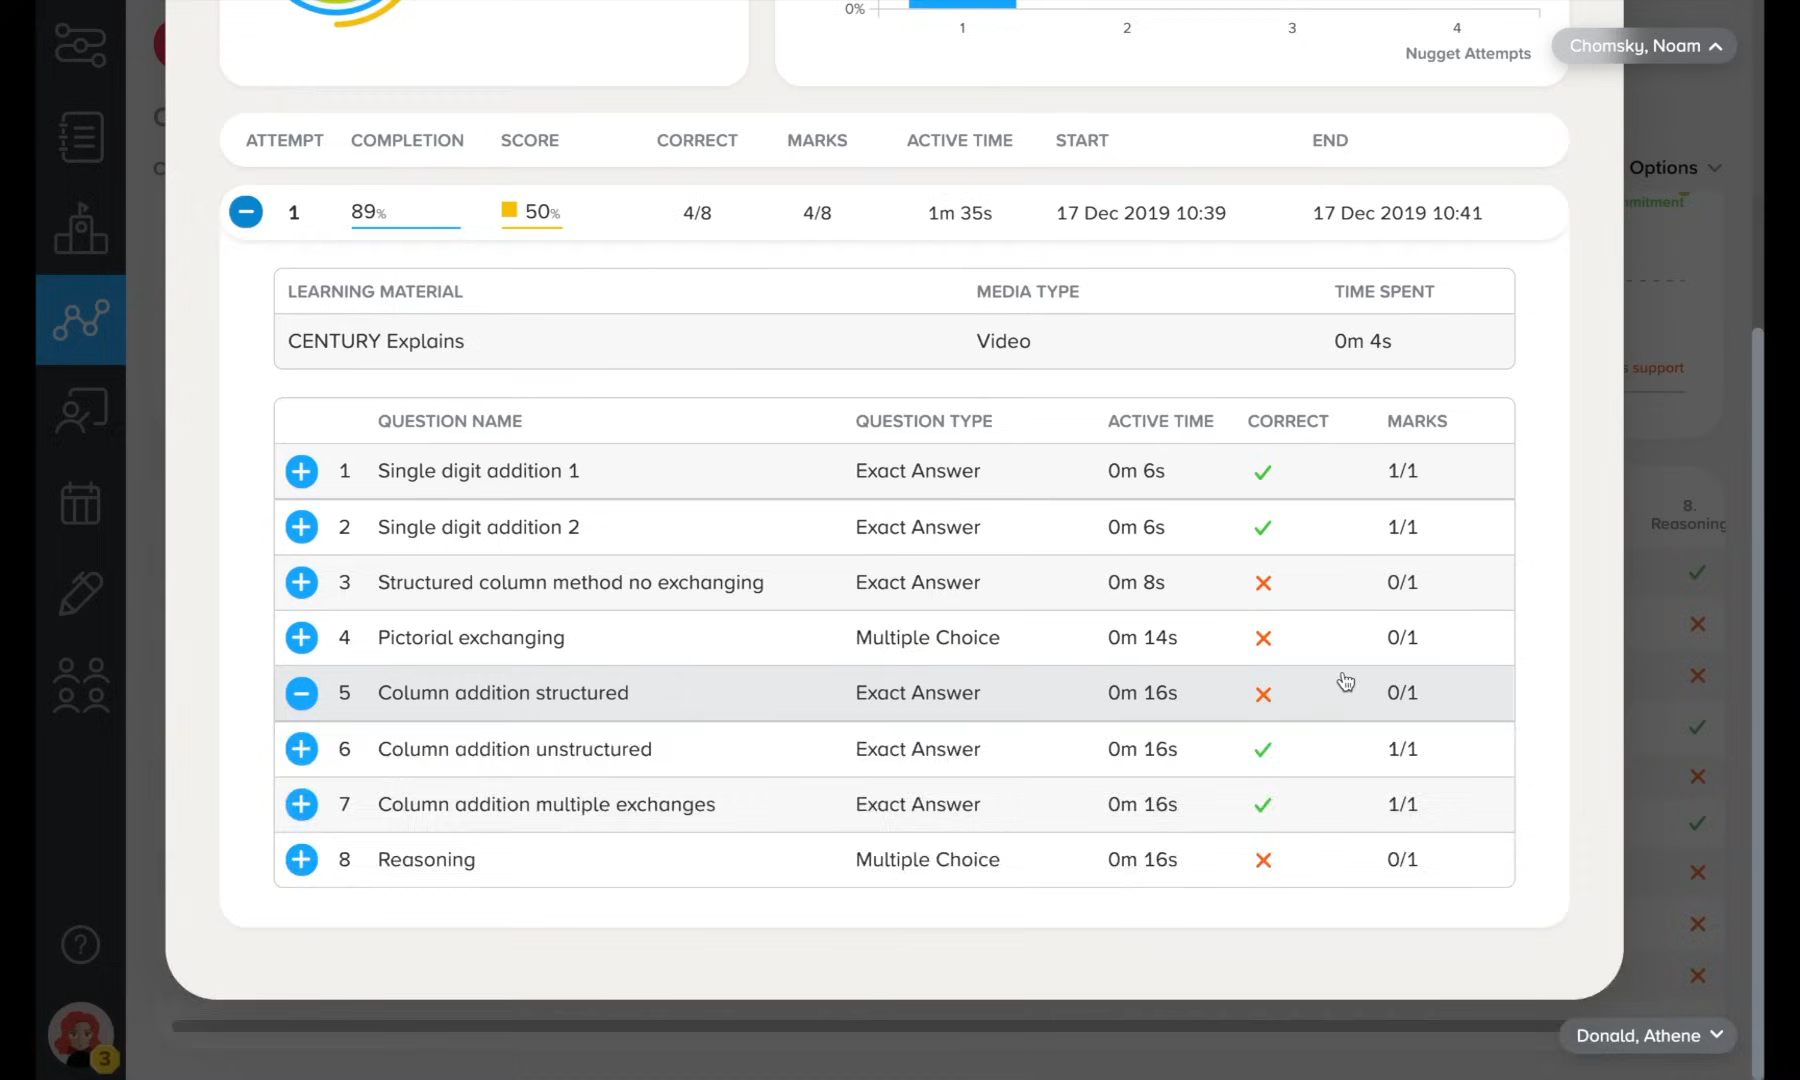 0%
1 2 3 4
Nugget Attempts
Chomsky, Noam
ATTEMPT COMPLETION SCORE CORRECT MARKS ACTIVE TIME START END
1 89% 50% 4/8 4/8 1m 35s 17 Dec 2019 10:39 17 Dec 2019 10:41
Options
mmitment
LEARNING MATERIAL MEDIA TYPE TIME SPENT
CENTURY Explains Video 0m 4s
s support
QUESTION NAME QUESTION TYPE ACTIVE TIME CORRECT MARKS
1 Single digit addition 1 Exact Answer 0m 6s 1/1
2 Single digit addition 2 Exact Answer 0m 6s 1/1
8.
Reasoning
3 Structured column method no exchanging Exact Answer 0m 8s 0/1
4 Pictorial exchanging Multiple Choice 0m 14s 0/1
5 Column addition structured Exact Answer 0m 16s 0/1
6 Column addition unstructured Exact Answer 0m 16s 1/1
7 Column addition multiple exchanges Exact Answer 0m 16s 1/1
8 Reasoning Multiple Choice 0m 16s 0/1
3
Donald, Athene